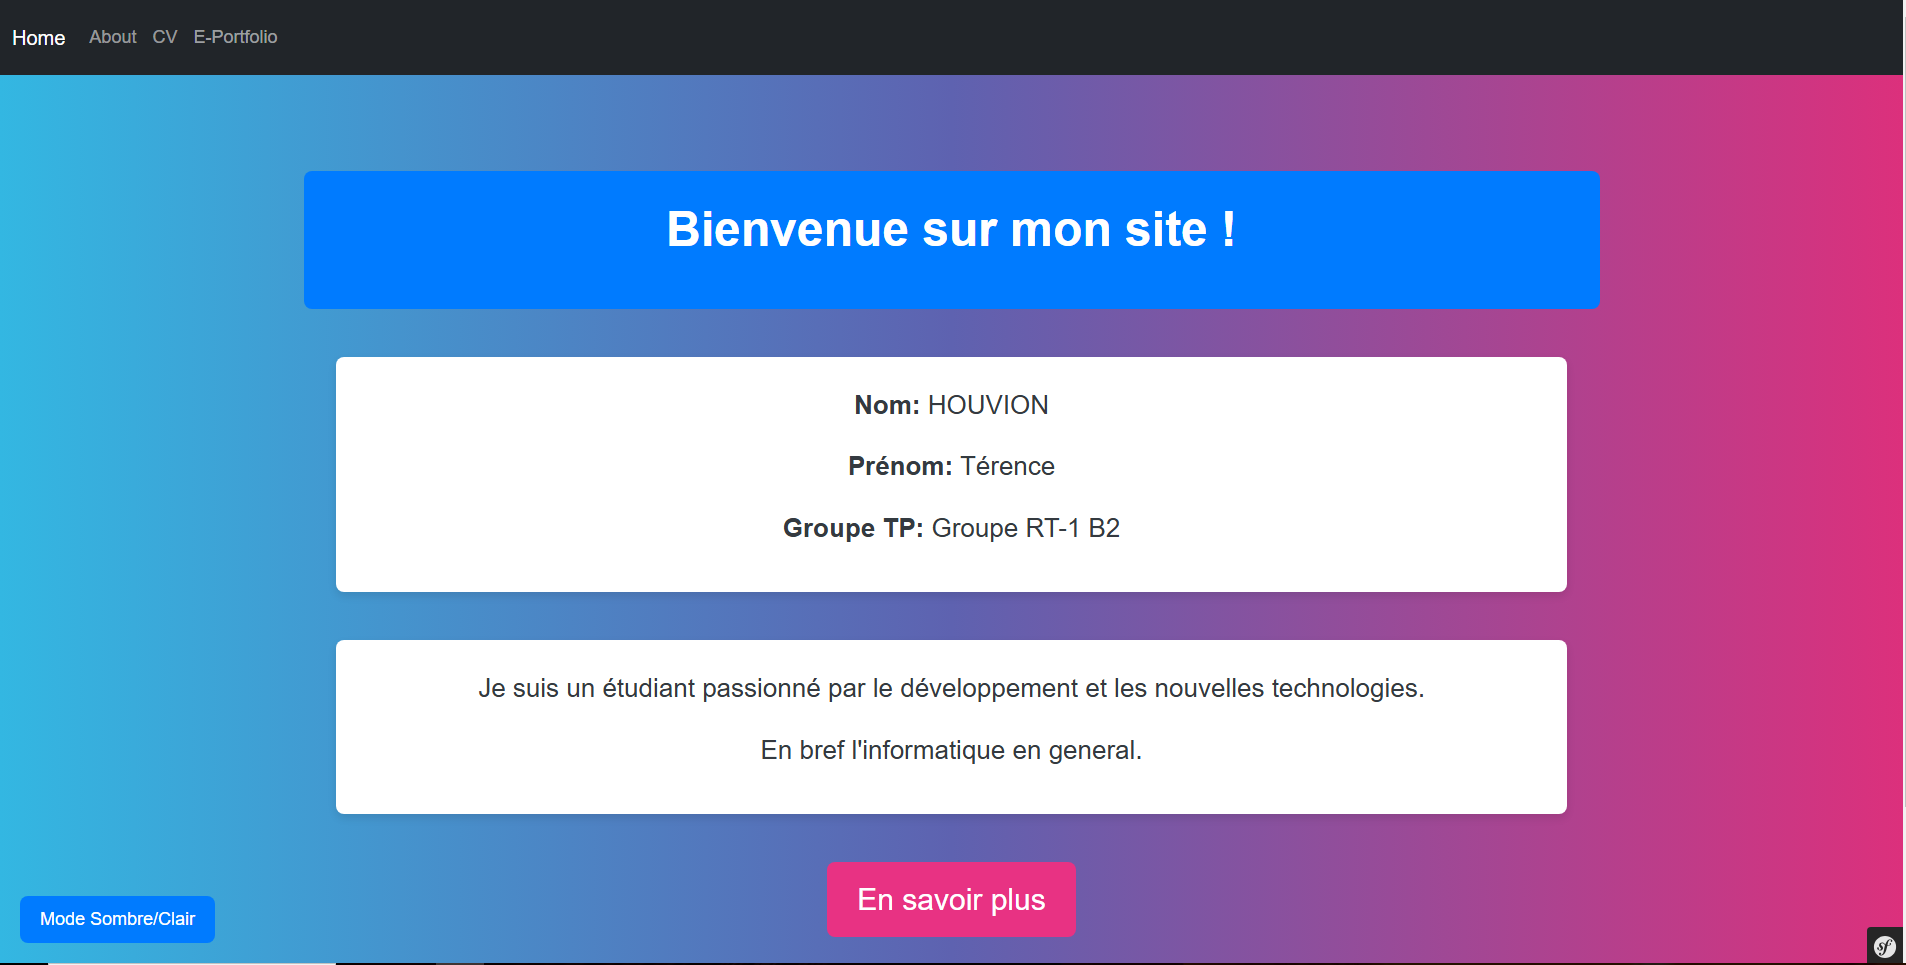 Home About CV E-Portfolio
Bienvenue sur mon site !
Nom: HOUVION
Prénom: Térence
Groupe TP: Groupe RT-1 B2
Je suis un étudiant passionné par le développement et les nouvelles technologies.
En bref l'informatique en general.
En savoir plus
Mode Sombre/Clair
sf